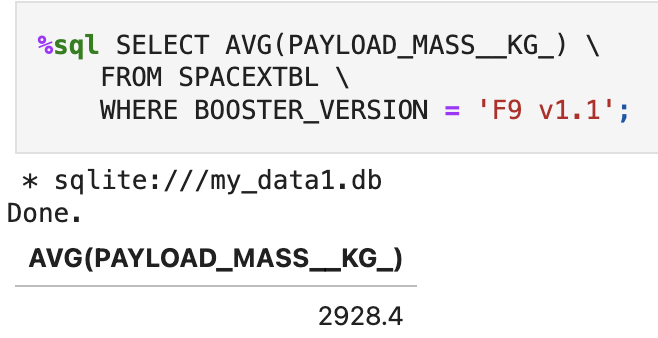 %sql SELECT AVG(PAYLOAD_MASS__KG_) \
FROM SPACEXTBL \
WHERE BOOSTER_VERSION = 'F9 v1.1';
* sqlite:///my_data1.db
Done.
AVG(PAYLOAD_MASS__KG_)
2928.4